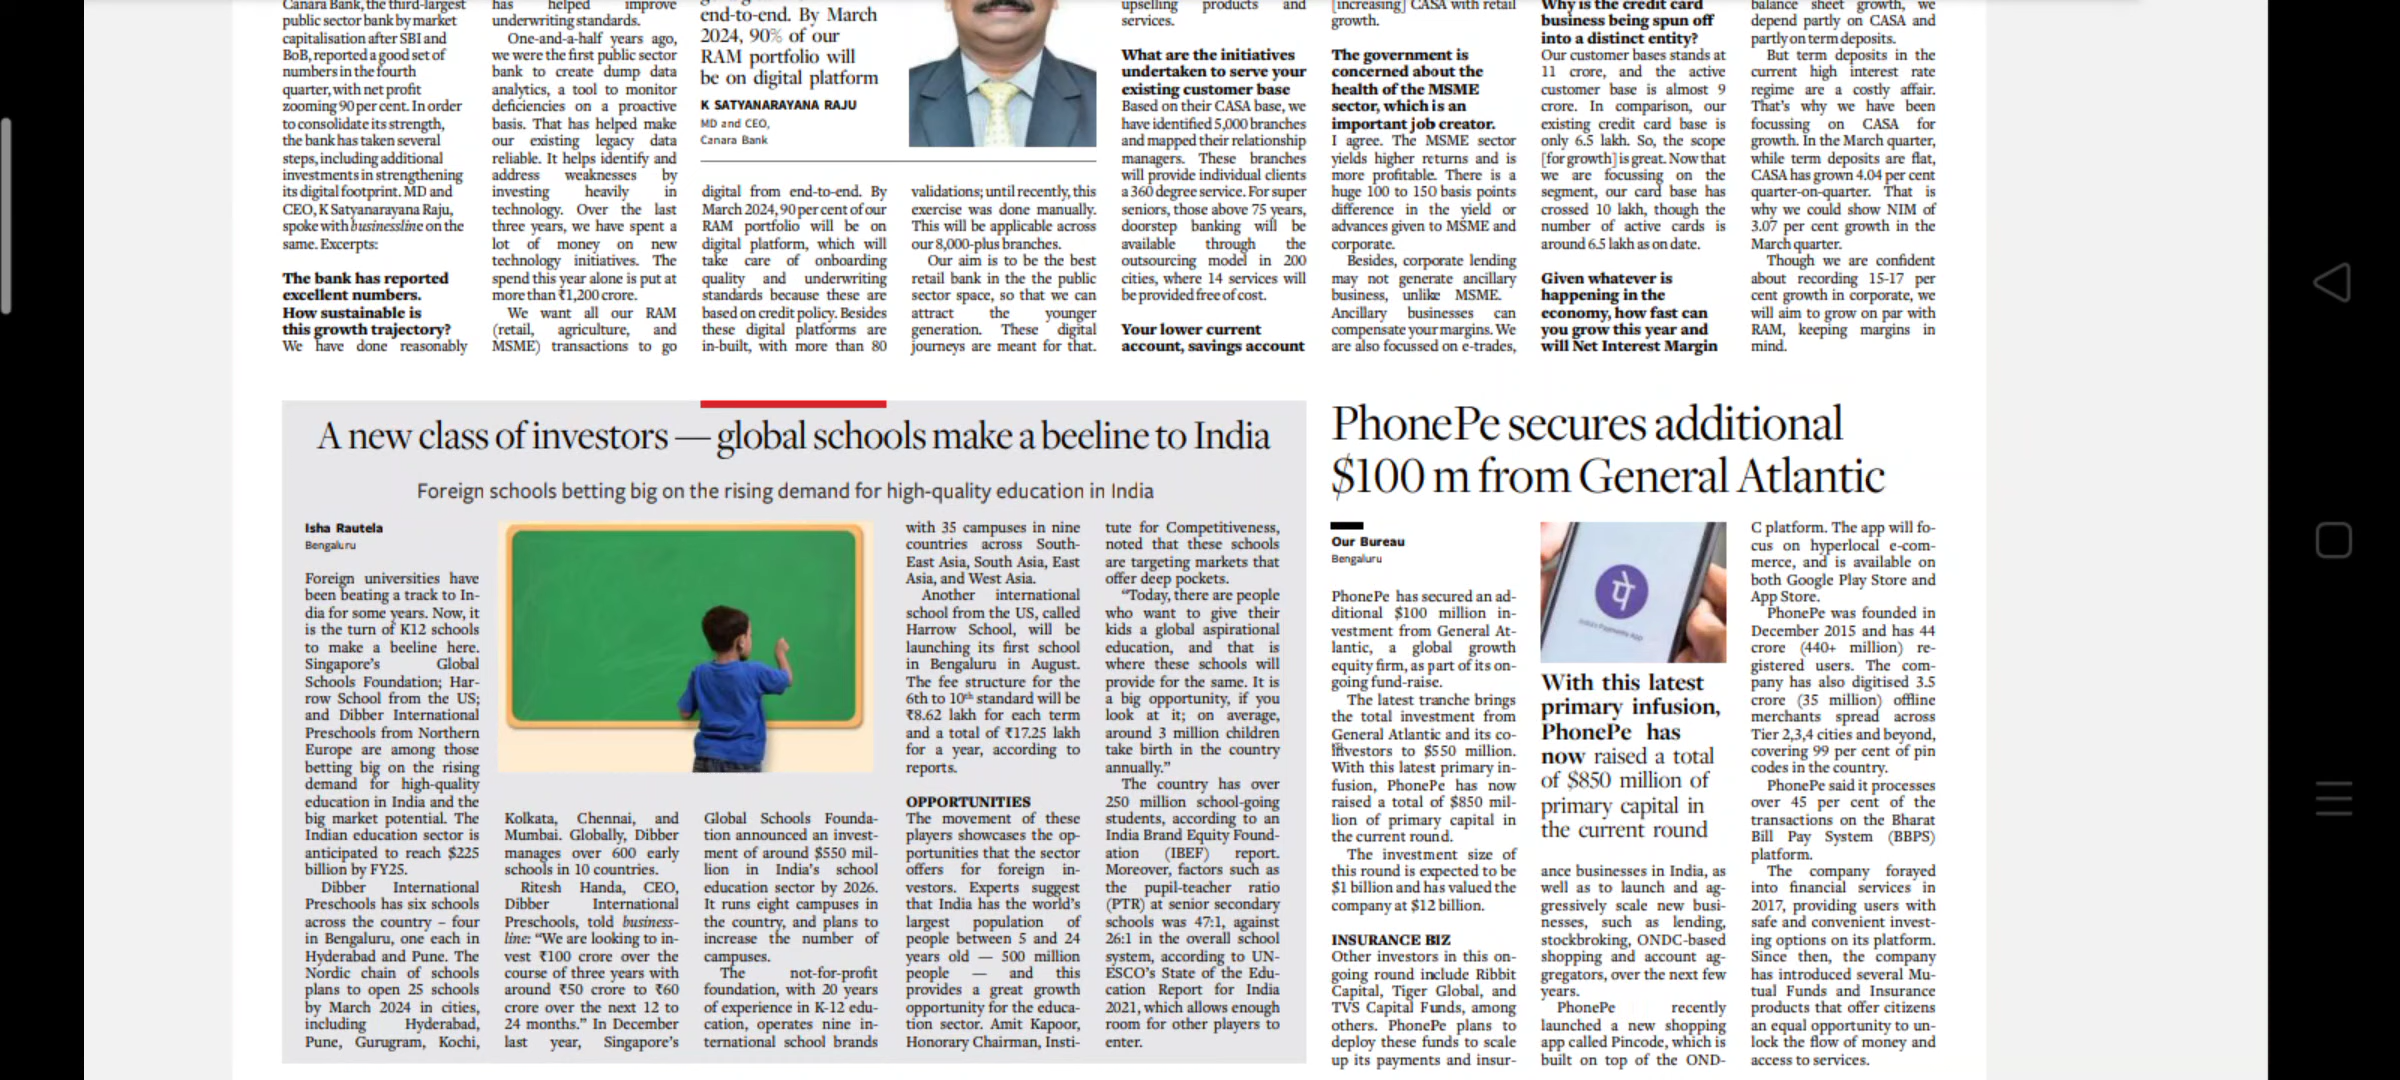 Canara Bank, the third-largest
public sector bank by market
capitalisation after SBI and
BoB, reported a good set of
numbers in the fourth
quarter, with net profit
zooming 90 per cent. In order
to consolidate its strength,
the bank has taken several
steps, including additional
investments in strengthening
its digital footprint. MD and
CEO, K Satyanarayana Raju,
spoke with businessline on the
same. Excerpts:
The bank has reported
excellent numbers.
How sustainable is
this growth trajectory?
We have done reasonably
has helped improve
underwriting standards.
One-and-a-half years ago,
we were the first public sector
bank to create dump data
analytics, a tool to monitor
deficiencies on a proactive
basis. That has helped make
our existing legacy data
reliable. It helps identify and
address weaknesses by
investing heavily in
technology. Over the last
three years, we have spent a
lot of money on new
technology initiatives. The
spend this year alone is put at
more than ₹1,200 crore.
We want all our RAM
(retail, agriculture, and
MSME) transactions to go
end-to-end. By March
2024, 90% of our
RAM portfolio will
be on digital platform
K SATYANARAYANA RAJU
MD and CEO,
Canara Bank
digital from end-to-end. By
March 2024, 90 per cent of our
RAM portfolio will be on
digital platform, which will
take care of onboarding
quality and underwriting
standards because these are
based on credit policy. Besides
these digital platforms are
in-built, with more than 80
validations; until recently, this
exercise was done manually.
This will be applicable across
our 8,000-plus branches.
Our aim is to be the best
retail bank in the the public
sector space, so that we can
attract the younger
generation. These digital
journeys are meant for that.
upselling products and
services.
What are the initiatives
undertaken to serve your
existing customer base
Based on their CASA base, we
have identified 5,000 branches
and mapped their relationship
managers. These branches
will provide individual clients
a 360 degree service. For super
seniors, those above 75 years,
doorstep banking will be
available through the
outsourcing model in 200
cities, where 14 services will
be provided free of cost.
Your lower current
account, savings account
[increasing] CASA with retail
growth.
The government is
concerned about the
health of the MSME
sector, which is an
important job creator.
I agree. The MSME sector
yields higher returns and is
more profitable. There is a
huge 100 to 150 basis points
difference in the yield or
advances given to MSME and
corporate.
Besides, corporate lending
may not generate ancillary
business, unlike MSME.
Ancillary businesses can
compensate your margins. We
are also focussed on e-trades,
Why is the credit card
business being spun off
into a distinct entity?
Our customer bases stands at
11 crore, and the active
customer base is almost 9
crore. In comparison, our
existing credit card base is
only 6.5 lakh. So, the scope
[for growth] is great. Now that
we are focussing on the
segment, our card base has
crossed 10 lakh, though the
number of active cards is
around 6.5 lakh as on date.
Given whatever is
happening in the
economy, how fast can
you grow this year and
will Net Interest Margin
balance sheet growth, we
depend partly on CASA and
partly on term deposits.
But term deposits in the
current high interest rate
regime are a costly affair.
That's why we have been
focussing on CASA for
growth. In the March quarter,
while term deposits are flat,
CASA has grown 4.04 per cent
quarter-on-quarter. That is
why we could show NIM of
3.07 per cent growth in the
March quarter.
Though we are confident
about recording 15-17 per
cent growth in corporate, we
will aim to grow on par with
RAM, keeping margins in
mind.
A new class of investors — global schools make a beeline to India
Foreign schools betting big on the rising demand for high-quality education in India
Isha Rautela
Bengaluru
Foreign universities have
been beating a track to In-
dia for some years. Now, it
is the turn of K12 schools
to make a beeline here.
Singapore's Global
Schools Foundation; Har-
row School from the US;
and Dibber International
Preschools from Northern
Europe are among those
betting big on the rising
demand for high-quality
education in India and the
big market potential. The
Indian education sector is
anticipated to reach $225
billion by FY25.
Dibber International
Preschools has six schools
across the country – four
in Bengaluru, one each in
Hyderabad and Pune. The
Nordic chain of schools
plans to open 25 schools
by March 2024 in cities,
including Hyderabad,
Pune, Gurugram, Kochi,
Kolkata, Chennai, and
Mumbai. Globally, Dibber
manages over 600 early
schools in 10 countries.
Ritesh Handa, CEO,
Dibber International
Preschools, told business-
line: “We are looking to in-
vest ₹100 crore over the
course of three years with
around ₹50 crore to ₹60
crore over the next 12 to
24 months.” In December
last year, Singapore's
Global Schools Founda-
tion announced an invest-
ment of around $550 mil-
lion in India's school
education sector by 2026.
It runs eight campuses in
the country, and plans to
increase the number of
campuses.
The not-for-profit
foundation, with 20 years
of experience in K-12 edu-
cation, operates nine in-
ternational school brands
with 35 campuses in nine
countries across South-
East Asia, South Asia, East
Asia, and West Asia.
Another international
school from the US, called
Harrow School, will be
launching its first school
in Bengaluru in August.
The fee structure for the
6th to 10th standard will be
₹8.62 lakh for each term
and a total of ₹17.25 lakh
for a year, according to
reports.
OPPORTUNITIES
The movement of these
players showcases the op-
portunities that the sector
offers for foreign in-
vestors. Experts suggest
that India has the world's
largest population of
people between 5 and 24
years old — 500 million
people — and this
provides a great growth
opportunity for the educa-
tion sector. Amit Kapoor,
Honorary Chairman, Insti-
tute for Competitiveness,
noted that these schools
are targeting markets that
offer deep pockets.
“Today, there are people
who want to give their
kids a global aspirational
education, and that is
where these schools will
provide for the same. It is
a big opportunity, if you
look at it; on average,
around 3 million children
take birth in the country
annually.”
The country has over
250 million school-going
students, according to an
India Brand Equity Found-
ation (IBEF) report.
Moreover, factors such as
the pupil-teacher ratio
(PTR) at senior secondary
schools was 47:1, against
26:1 in the overall school
system, according to UN-
ESCO's State of the Edu-
cation Report for India
2021, which allows enough
room for other players to
enter.
PhonePe secures additional
$100 m from General Atlantic
Our Bureau
Bengaluru
PhonePe has secured an ad-
ditional $100 million in-
vestment from General At-
lantic, a global growth
equity firm, as part of its on-
going fund-raise.
The latest tranche brings
the total investment from
General Atlantic and its co-
investors to $550 million.
With this latest primary in-
fusion, PhonePe has now
raised a total of $850 mil-
lion of primary capital in
the current round.
The investment size of
this round is expected to be
$1 billion and has valued the
company at $12 billion.
INSURANCE BIZ
Other investors in this on-
going round include Ribbit
Capital, Tiger Global, and
TVS Capital Funds, among
others. PhonePe plans to
deploy these funds to scale
up its payments and insur-
पे
With this latest
primary infusion,
PhonePe has
now raised a total
of $850 million of
primary capital in
the current round
ance businesses in India, as
well as to launch and ag-
gressively scale new busi-
nesses, such as lending,
stockbroking, ONDC-based
shopping and account ag-
gregators, over the next few
years.
PhonePe recently
launched a new shopping
app called Pincode, which is
built on top of the OND-
C platform. The app will fo-
cus on hyperlocal e-com-
merce, and is available on
both Google Play Store and
App Store.
PhonePe was founded in
December 2015 and has 44
crore (440+ million) re-
gistered users. The com-
pany has also digitised 3.5
crore (35 million) offline
merchants spread across
Tier 2,3,4 cities and beyond,
covering 99 per cent of pin
codes in the country.
PhonePe said it processes
over 45 per cent of the
transactions on the Bharat
Bill Pay System (BBPS)
platform.
The company forayed
into financial services in
2017, providing users with
safe and convenient invest-
ing options on its platform.
Since then, the company
has introduced several Mu-
tual Funds and Insurance
products that offer citizens
an equal opportunity to un-
lock the flow of money and
access to services.